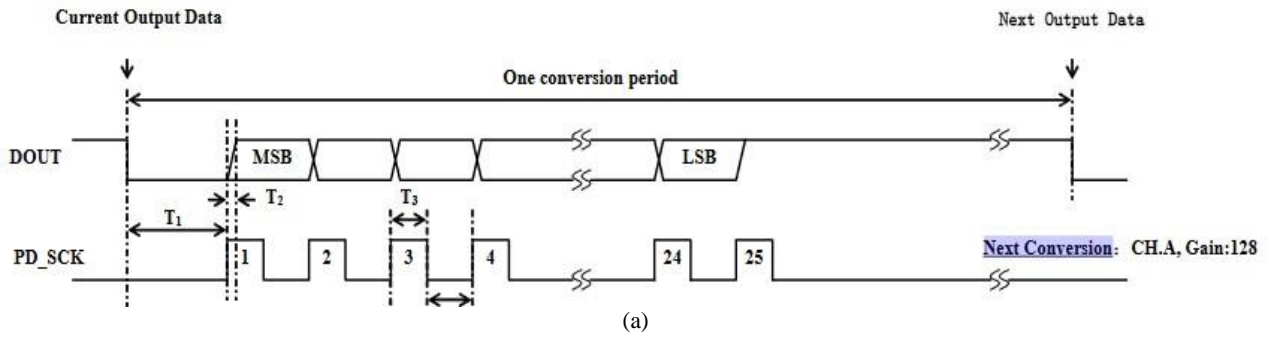 Current Output Data
Next Output Data
One conversion period
DOUT
MSB
LSB
T₂
T₃
T₁
PD_SCK
1
2
3
4
24
25
Next Conversion: CH.A, Gain:128
(a)